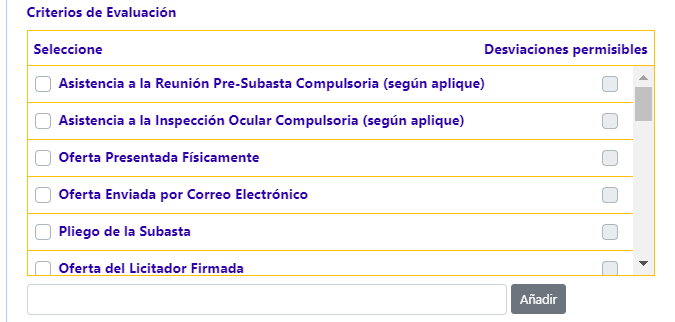 Criterios de Evaluación
Seleccione Desviaciones permisibles
Asistencia a la Reunión Pre-Subasta Compulsoria (según aplique)
Asistencia a la Inspección Ocular Compulsoria (según aplique)
Oferta Presentada Físicamente
Oferta Enviada por Correo Electrónico
Pliego de la Subasta
Oferta del Licitador Firmada
Añadir